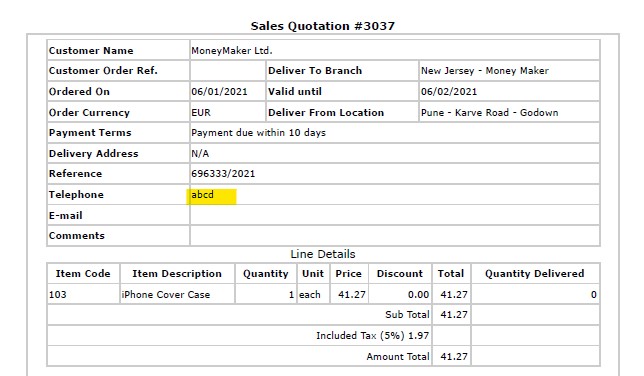 Sales Quotation #3037
Customer Name MoneyMaker Ltd.
Customer Order Ref. Deliver To Branch New Jersey - Money Maker
Ordered On 06/01/2021 Valid until 06/02/2021
Order Currency EUR Deliver From Location Pune - Karve Road - Godown
Payment Terms Payment due within 10 days
Delivery Address N/A
Reference 696333/2021
Telephone abcd
E-mail
Comments
Line Details
Item Code Item Description Quantity Unit Price Discount Total Quantity Delivered
103 iPhone Cover Case 1 each 41.27 0.00 41.27 0
Sub Total 41.27
Included Tax (5%) 1.97
Amount Total 41.27